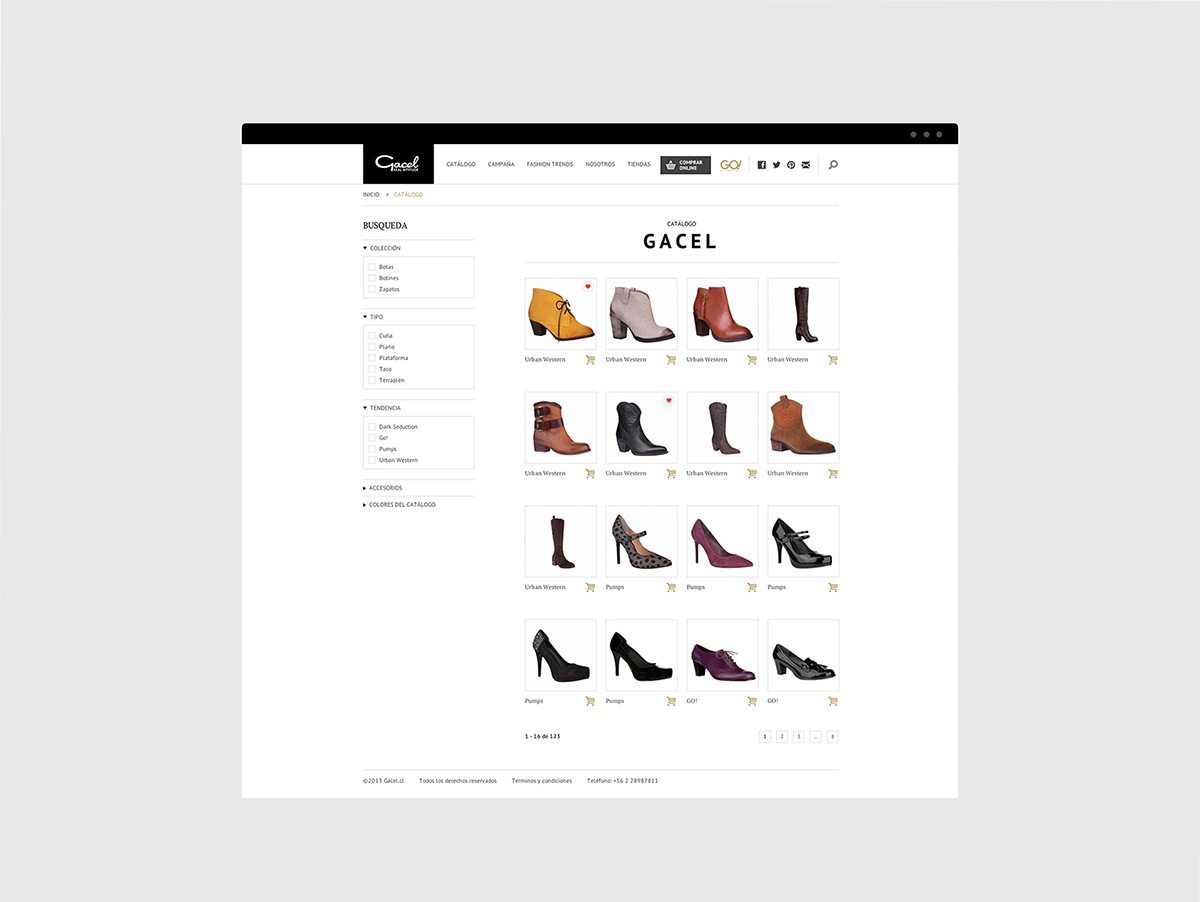 Gacel
REAL ATTITUDE
CATÁLOGO CAMPAÑA FASHION TRENDS NOSOTROS TIENDAS
COMPRAR
ONLINE
GO!
INICIO > CATÁLOGO
BUSQUEDA
COLECCIÓN
Botas
Botines
Zapatos
TIPO
Cuña
Plano
Plataforma
Taco
Terraplén
TENDENCIA
Dark Seduction
Go!
Pumps
Urban Western
ACCESORIOS
COLORES DEL CATÁLOGO
CATÁLOGO
GACEL
Urban Western Urban Western Urban Western Urban Western
Urban Western Urban Western Urban Western Urban Western
Urban Western Pumps Pumps Pumps
Pumps Pumps GO! GO!
1 - 16 de 123 1 2 3 ... 8
©2013 Gacel.cl Todos los derechos reservados Terminos y condiciones Teléfono: +56 2 28987811